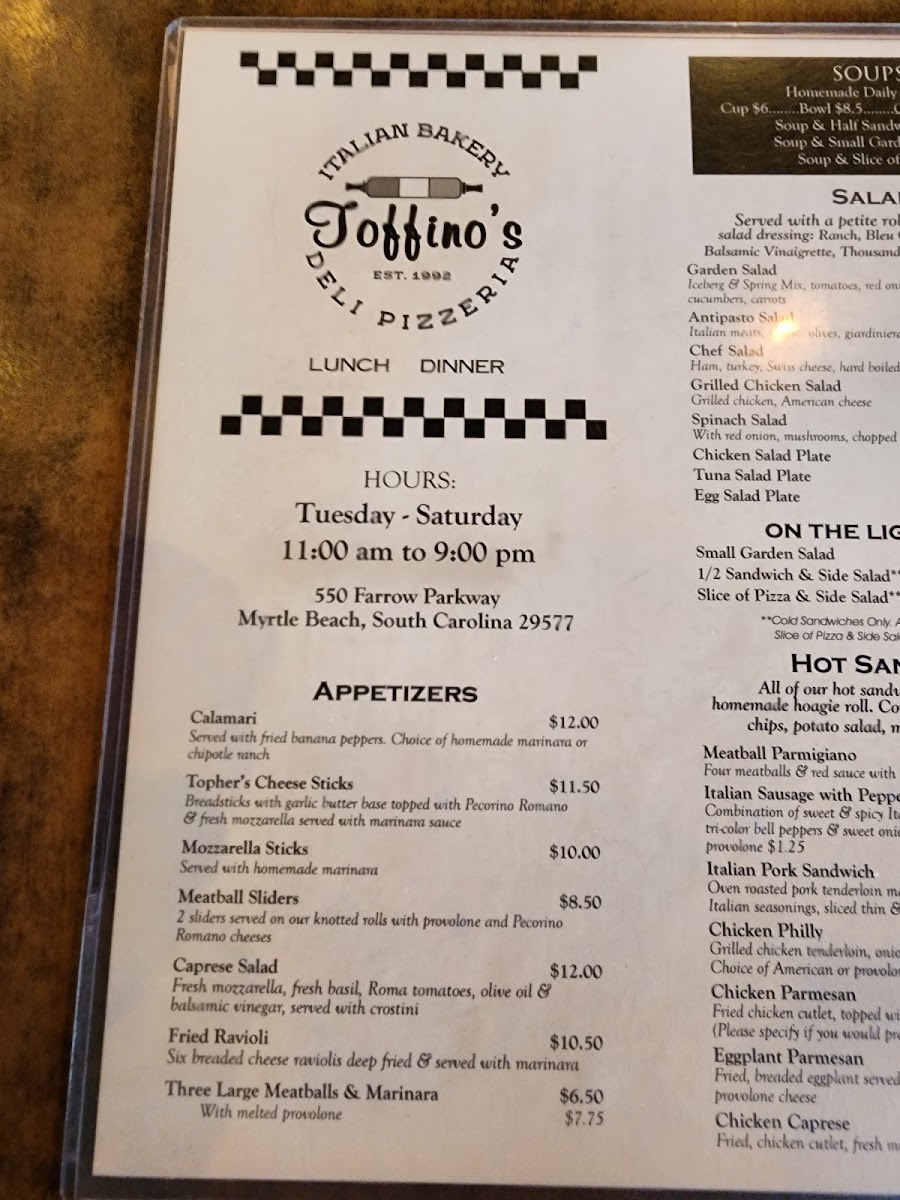 ITALIAN BAKERY
Toffino's
EST. 1992
DELI PIZZERIA
LUNCH DINNER
HOURS:
Tuesday - Saturday
11:00 am to 9:00 pm
550 Farrow Parkway
Myrtle Beach, South Carolina 29577
APPETIZERS
Calamari $12.00
Served with fried banana peppers. Choice of homemade marinara or
chipotle ranch
Topher's Cheese Sticks $11.50
Breadsticks with garlic butter base topped with Pecorino Romano
& fresh mozzarella served with marinara sauce
Mozzarella Sticks $10.00
Served with homemade marinara
Meatball Sliders $8.50
2 sliders served on our knotted rolls with provolone and Pecorino
Romano cheeses
Caprese Salad $12.00
Fresh mozzarella, fresh basil, Roma tomatoes, olive oil &
balsamic vinegar, served with crostini
Fried Ravioli $10.50
Six breaded cheese raviolis deep fried & served with marinara
Three Large Meatballs & Marinara $6.50
With melted provolone $7.75
SOUPS
Homemade Daily
Cup $6........Bowl $8.5........
Soup & Half
Soup & Small
Soup & Slice of
Served with a petite
salad dressing: Ranch, Bleu
Balsamic Vinaigrette, Thousand
Garden Salad
Iceberg & Spring Mix, tomatoes, red
cucumbers, carrots
Antipasto Salad
Italian meats, olives,
Chef Salad
Ham, turkey, Swiss cheese, hard boiled
Grilled Chicken Salad
Grilled chicken, American cheese
Spinach Salad
With red onion, mushrooms, chopped
Chicken Salad Plate
Tuna Salad Plate
Egg Salad Plate
ON THE
Small Garden Salad
1/2 Sandwich & Side Salad**
Slice of Pizza & Side Salad**
**Cold Sandwiches Only.
Slice of Pizza & Side
HOT
All of our hot
homemade hoagie roll.
chips, potato salad,
Meatball Parmigiano
Four meatballs & red sauce with
Italian Sausage with
Combination of sweet & spicy
tri-color bell peppers & sweet
provolone $1.25
Italian Pork Sandwich
Oven roasted pork tenderloin
Italian seasonings, sliced thin &
Chicken Philly
Grilled chicken tenderloin,
Choice of American or
Chicken Parmesan
Fried chicken cutlet, topped
(Please specify if you would
Eggplant Parmesan
Fried, breaded eggplant served
provolone cheese
Chicken Caprese
Fried, chicken cutlet, fresh